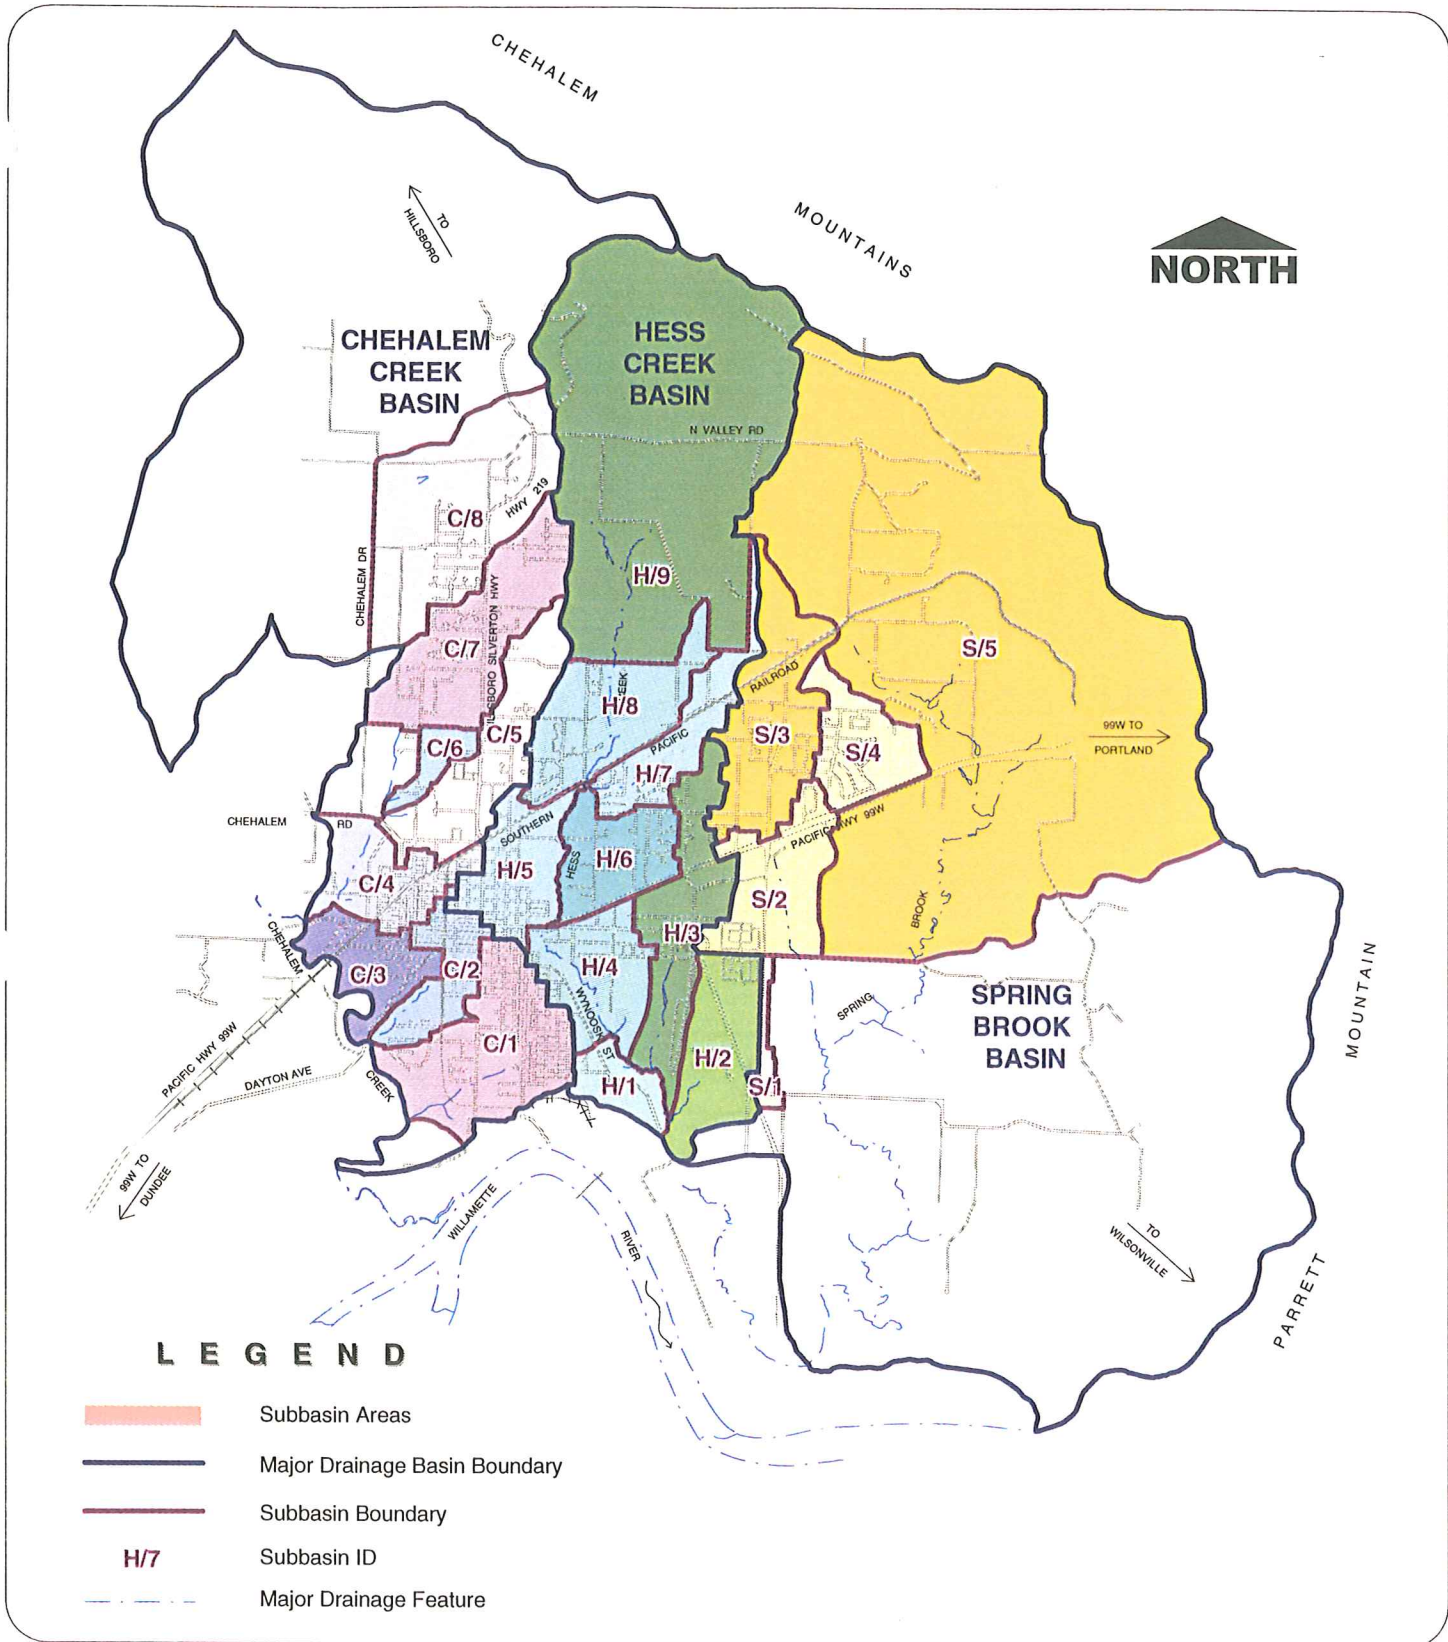 CHEHALEM
MOUNTAINS
TO
HILLSBORO
NORTH
CHEHALEM
CREEK
BASIN
HESS
CREEK
BASIN
N VALLEY RD
HWY 219
C/8
CHEHALEM DR
H/9
C/7
S/5
RAILROAD
H/8
C/5
C/6
PACIFIC
H/7
S/3
S/4
99W TO
PORTLAND
CHEHALEM
RD
SOUTHERN
PACIFIC HWY 99W
HESS
H/6
H/5
C/4
S/2
BROOK
H/3
CHEHALEM
C/3
C/2
H/4
C/1
WYNOOSKI ST
H/2
H/1
S/1
SPRING
SPRING
BROOK
BASIN
PACIFIC HWY 99W
DAYTON AVE
CREEK
99W TO
DUNDEE
WILLAMETTE
RIVER
TO
WILSONVILLE
PARRETT
MOUNTAIN
LEGEND
Subbasin Areas
Major Drainage Basin Boundary
Subbasin Boundary
H/7
Subbasin ID
Major Drainage Feature